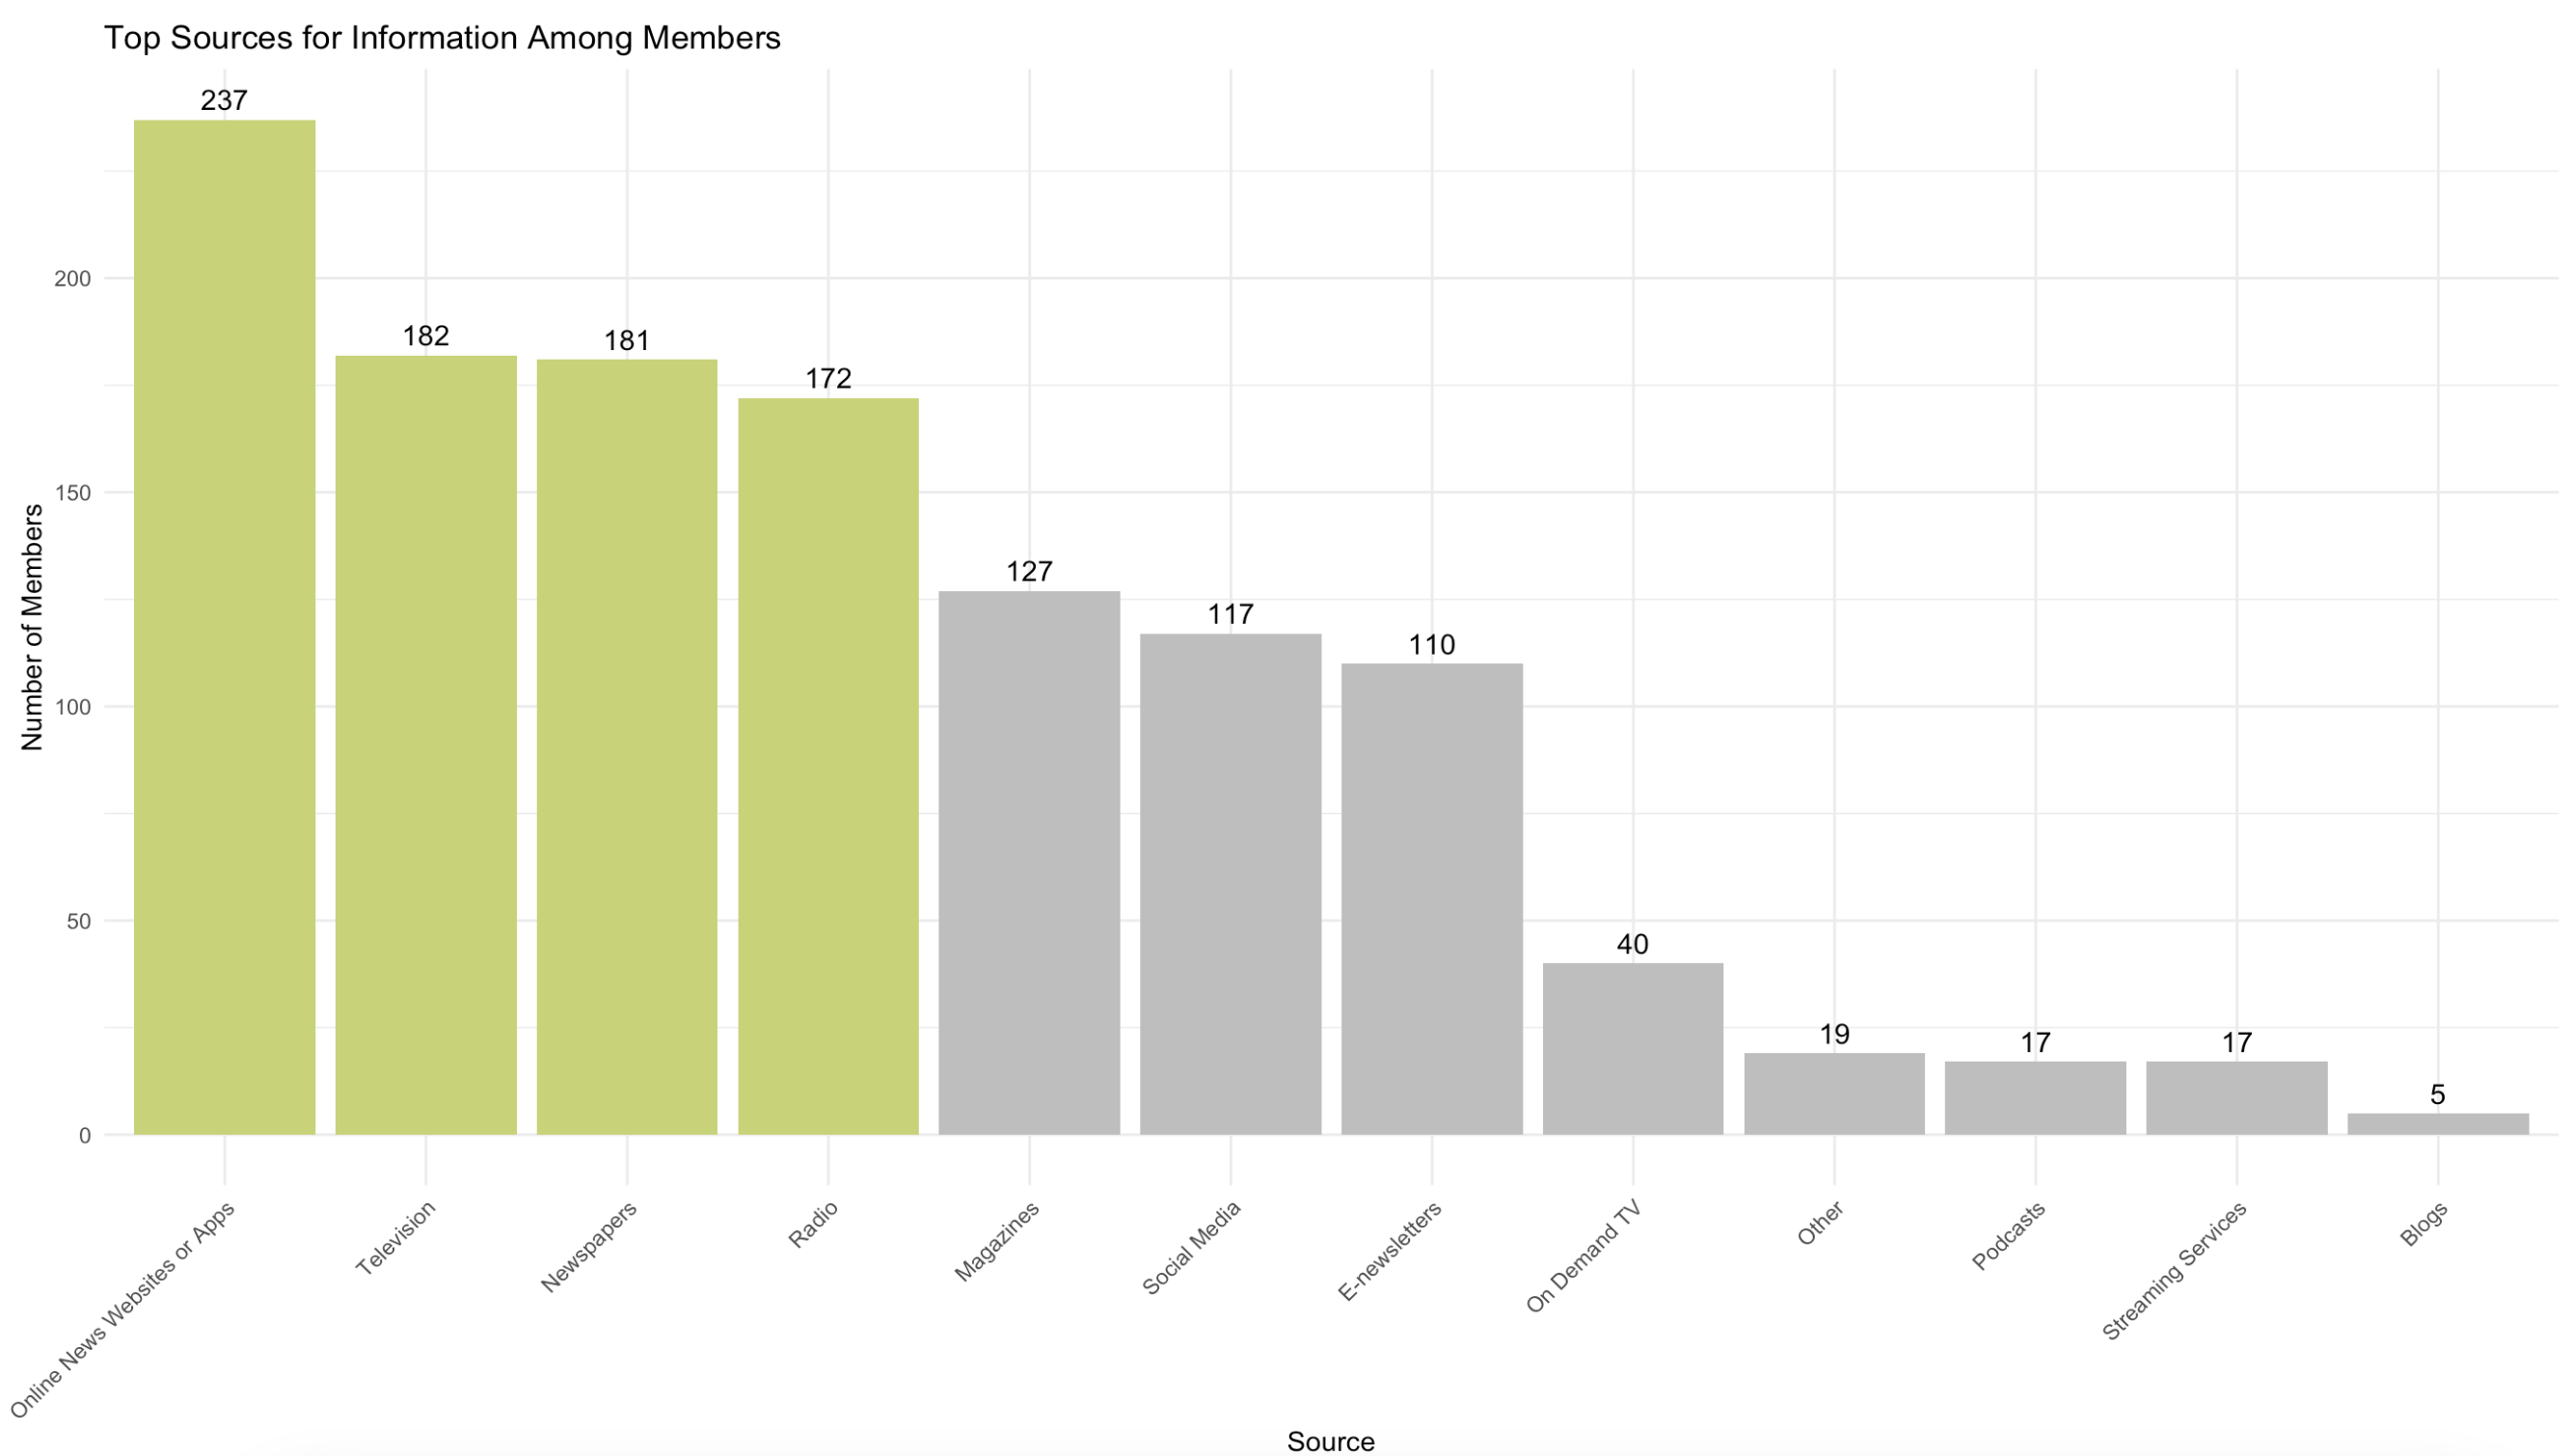 Top Sources for Information Among Members
237
182
181
172
127
117
110
40
19
17
17
5
Number of Members
200
150
100
50
0
Online News Websites or Apps
Television
Newspapers
Radio
Magazines
Social Media
E-newsletters
On Demand TV
Other
Podcasts
Streaming Services
Blogs
Source